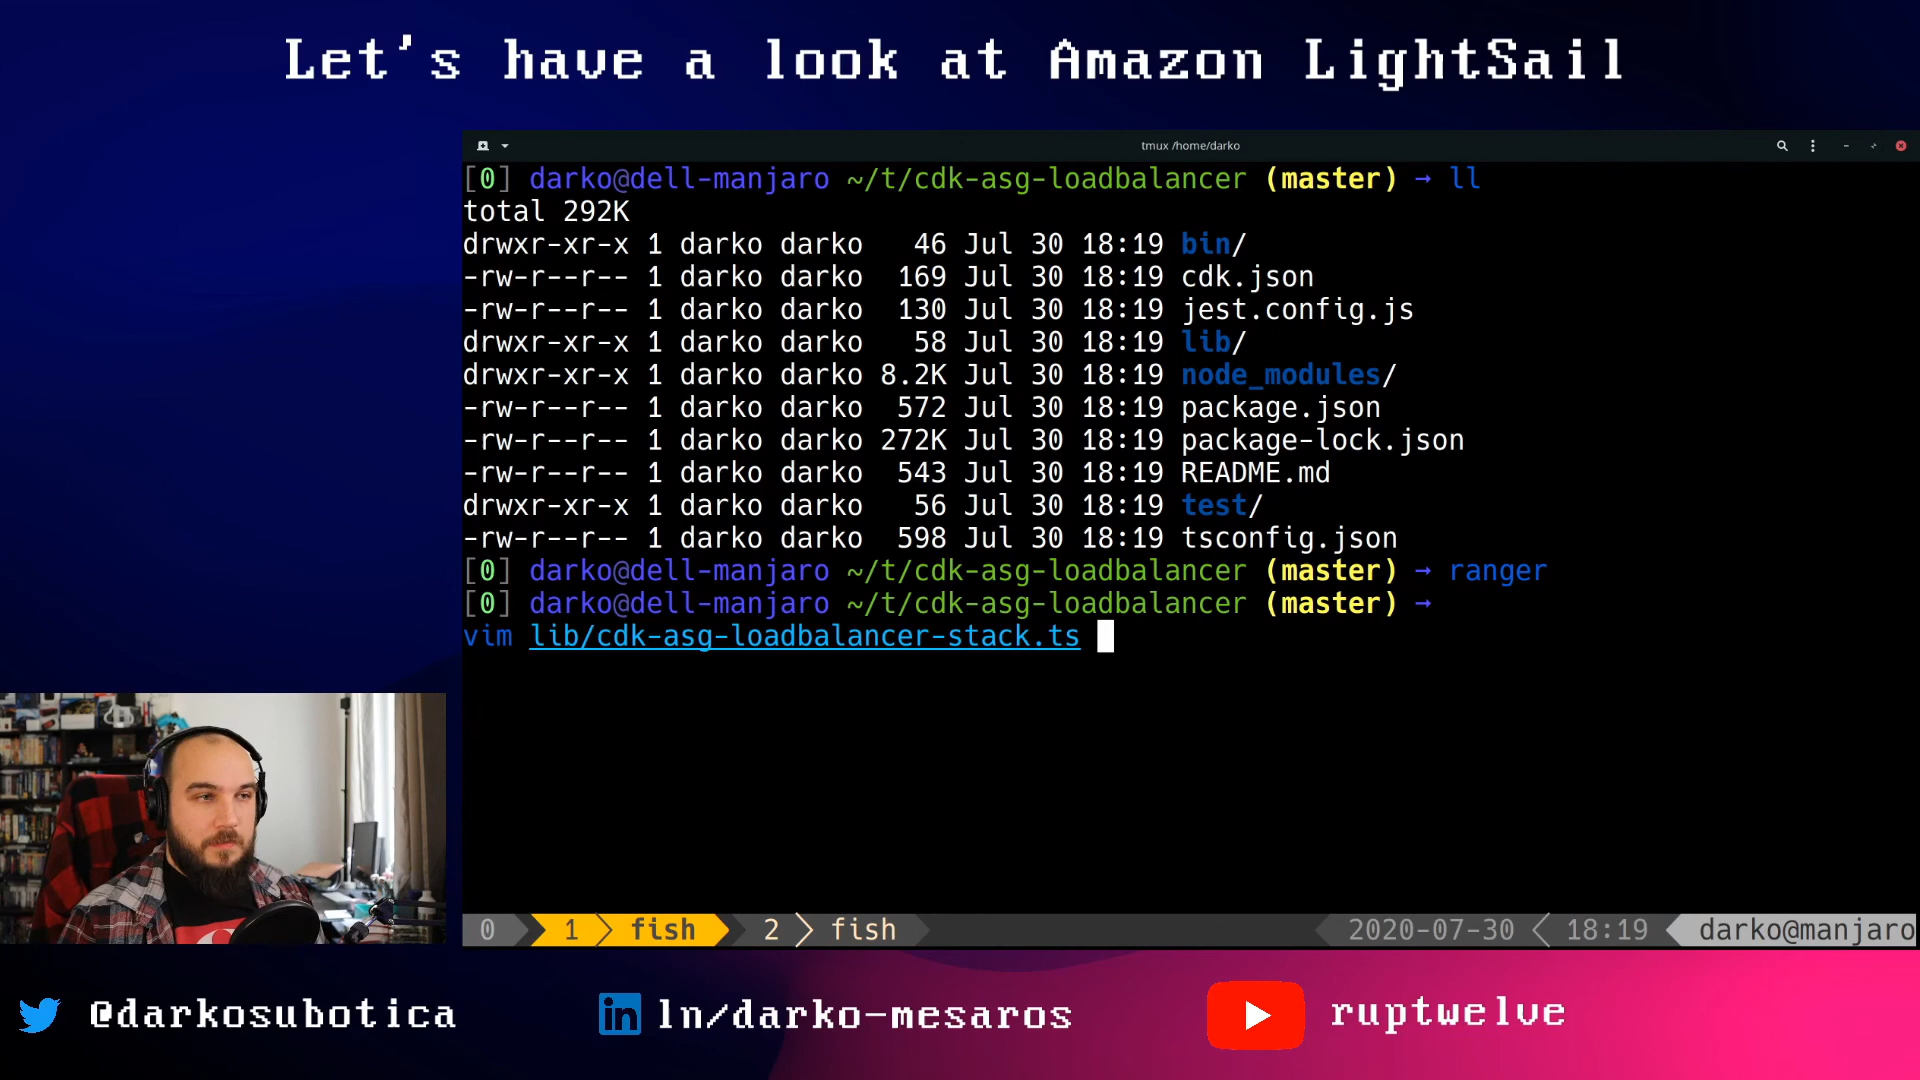 Let's have a look at Amazon LightSail
tmux /home/darko
[0] darko@dell-manjaro ~/t/cdk-asg-loadbalancer (master) → ll
total 292K
drwxr-xr-x 1 darko darko   46 Jul 30 18:19 bin/
-rw-r--r-- 1 darko darko  169 Jul 30 18:19 cdk.json
-rw-r--r-- 1 darko darko  130 Jul 30 18:19 jest.config.js
drwxr-xr-x 1 darko darko   58 Jul 30 18:19 lib/
drwxr-xr-x 1 darko darko 8.2K Jul 30 18:19 node_modules/
-rw-r--r-- 1 darko darko  572 Jul 30 18:19 package.json
-rw-r--r-- 1 darko darko 272K Jul 30 18:19 package-lock.json
-rw-r--r-- 1 darko darko  543 Jul 30 18:19 README.md
drwxr-xr-x 1 darko darko   56 Jul 30 18:19 test/
-rw-r--r-- 1 darko darko  598 Jul 30 18:19 tsconfig.json
[0] darko@dell-manjaro ~/t/cdk-asg-loadbalancer (master) → ranger
[0] darko@dell-manjaro ~/t/cdk-asg-loadbalancer (master) →
vim lib/cdk-asg-loadbalancer-stack.ts
0 1 fish 2 fish 2020-07-30 18:19 darko@manjaro
@darkosubotica in ln/darko-mesaros ruptwelve